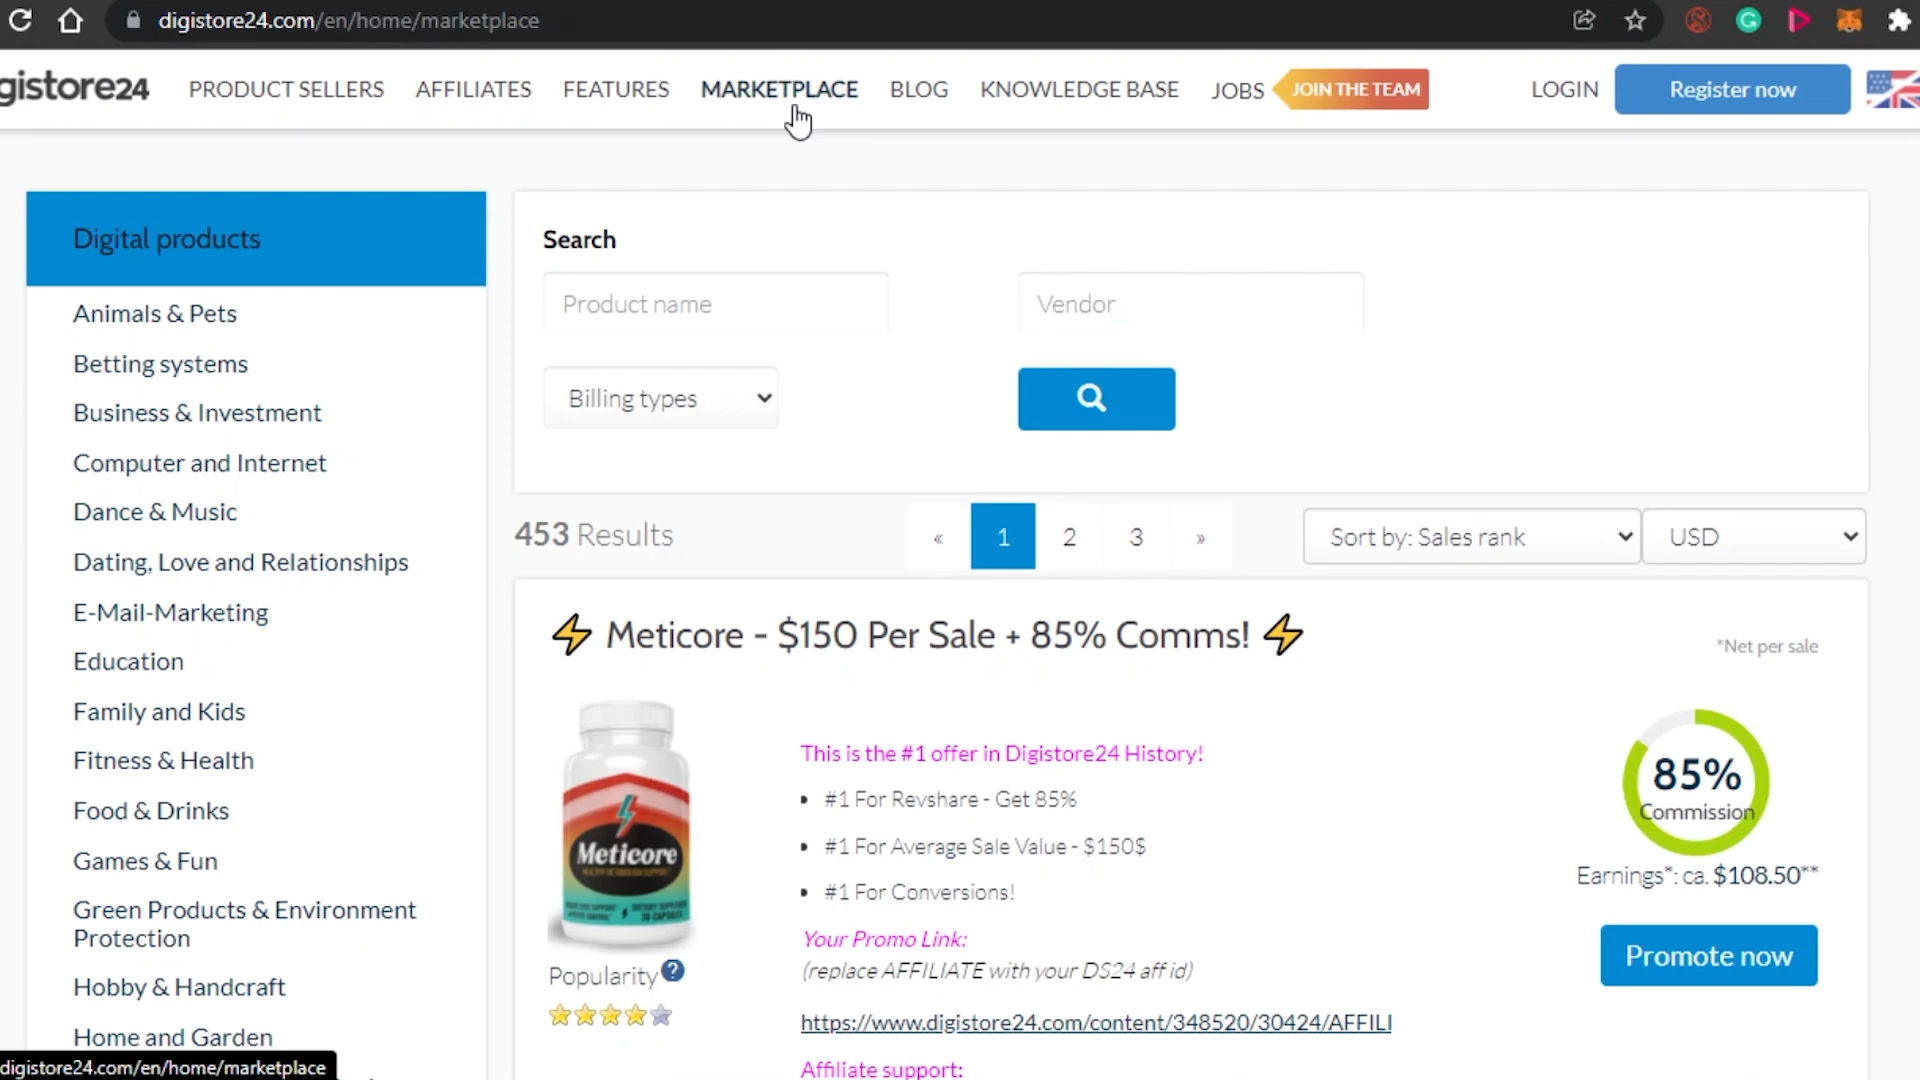 digistore24.com/en/home/marketplace
gistore24 PRODUCT SELLERS AFFILIATES FEATURES MARKETPLACE BLOG KNOWLEDGE BASE JOBS JOIN THE TEAM LOGIN Register now
Digital products
Animals & Pets
Betting systems
Business & Investment
Computer and Internet
Dance & Music
Dating, Love and Relationships
E-Mail-Marketing
Education
Family and Kids
Fitness & Health
Food & Drinks
Games & Fun
Green Products & Environment
Protection
Hobby & Handcraft
Home and Garden
Search
Product name Vendor
Billing types
453 Results « 1 2 3 » Sort by: Sales rank USD
Meticore - $150 Per Sale + 85% Comms!
*Net per sale
Meticore
Popularity ?
This is the #1 offer in Digistore24 History!
• #1 For Revshare - Get 85%
• #1 For Average Sale Value - $150$
• #1 For Conversions!
Your Promo Link:
(replace AFFILIATE with your DS24 aff id)
https://www.digistore24.com/content/348520/30424/AFFILI
Affiliate support:
85%
Commission
Earnings*: ca. $108.50**
Promote now
digistore24.com/en/home/marketplace